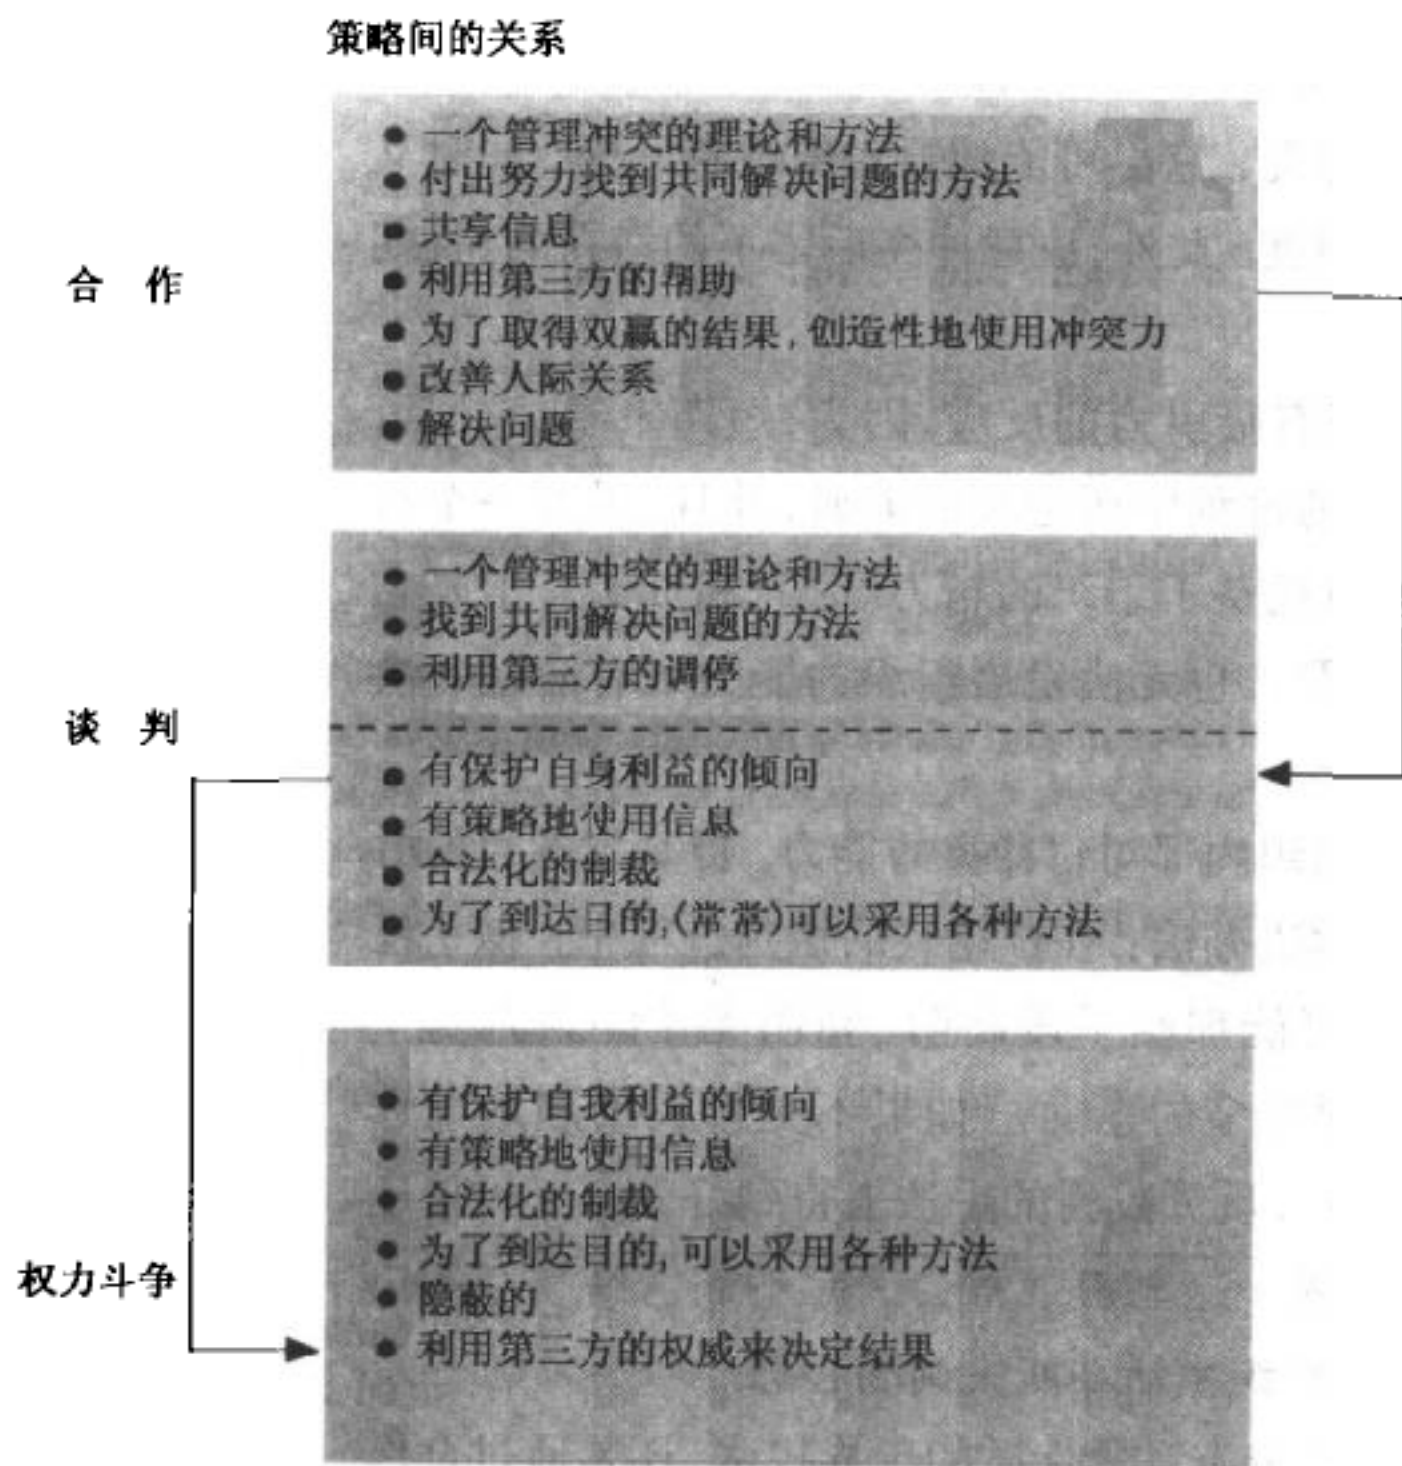 策略间的关系
● 一个管理冲突的理论和方法
● 付出努力找到共同解决问题的方法
● 共享信息
合 作
● 利用第三方的帮助
● 为了取得双赢的结果,创造性地使用冲突力
● 改善人际关系
● 解决问题
● 一个管理冲突的理论和方法
● 找到共同解决问题的方法
● 利用第三方的调停
谈 判
● 有保护自身利益的倾向
● 有策略地使用信息
● 合法化的制裁
● 为了到达目的,(常常)可以采用各种方法
● 有保护自我利益的倾向
● 有策略地使用信息
● 合法化的制裁
● 为了到达目的,可以采用各种方法
权力斗争
● 隐蔽的
● 利用第三方的权威来决定结果